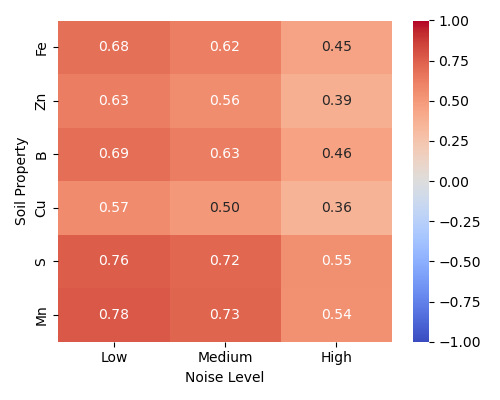 Soil Property
Fe 0.68 0.62 0.45
Zn 0.63 0.56 0.39
B 0.69 0.63 0.46
Cu 0.57 0.50 0.36
S 0.76 0.72 0.55
Mn 0.78 0.73 0.54
Low Medium High
Noise Level
1.00
0.75
0.50
0.25
0.00
−0.25
−0.50
−0.75
−1.00